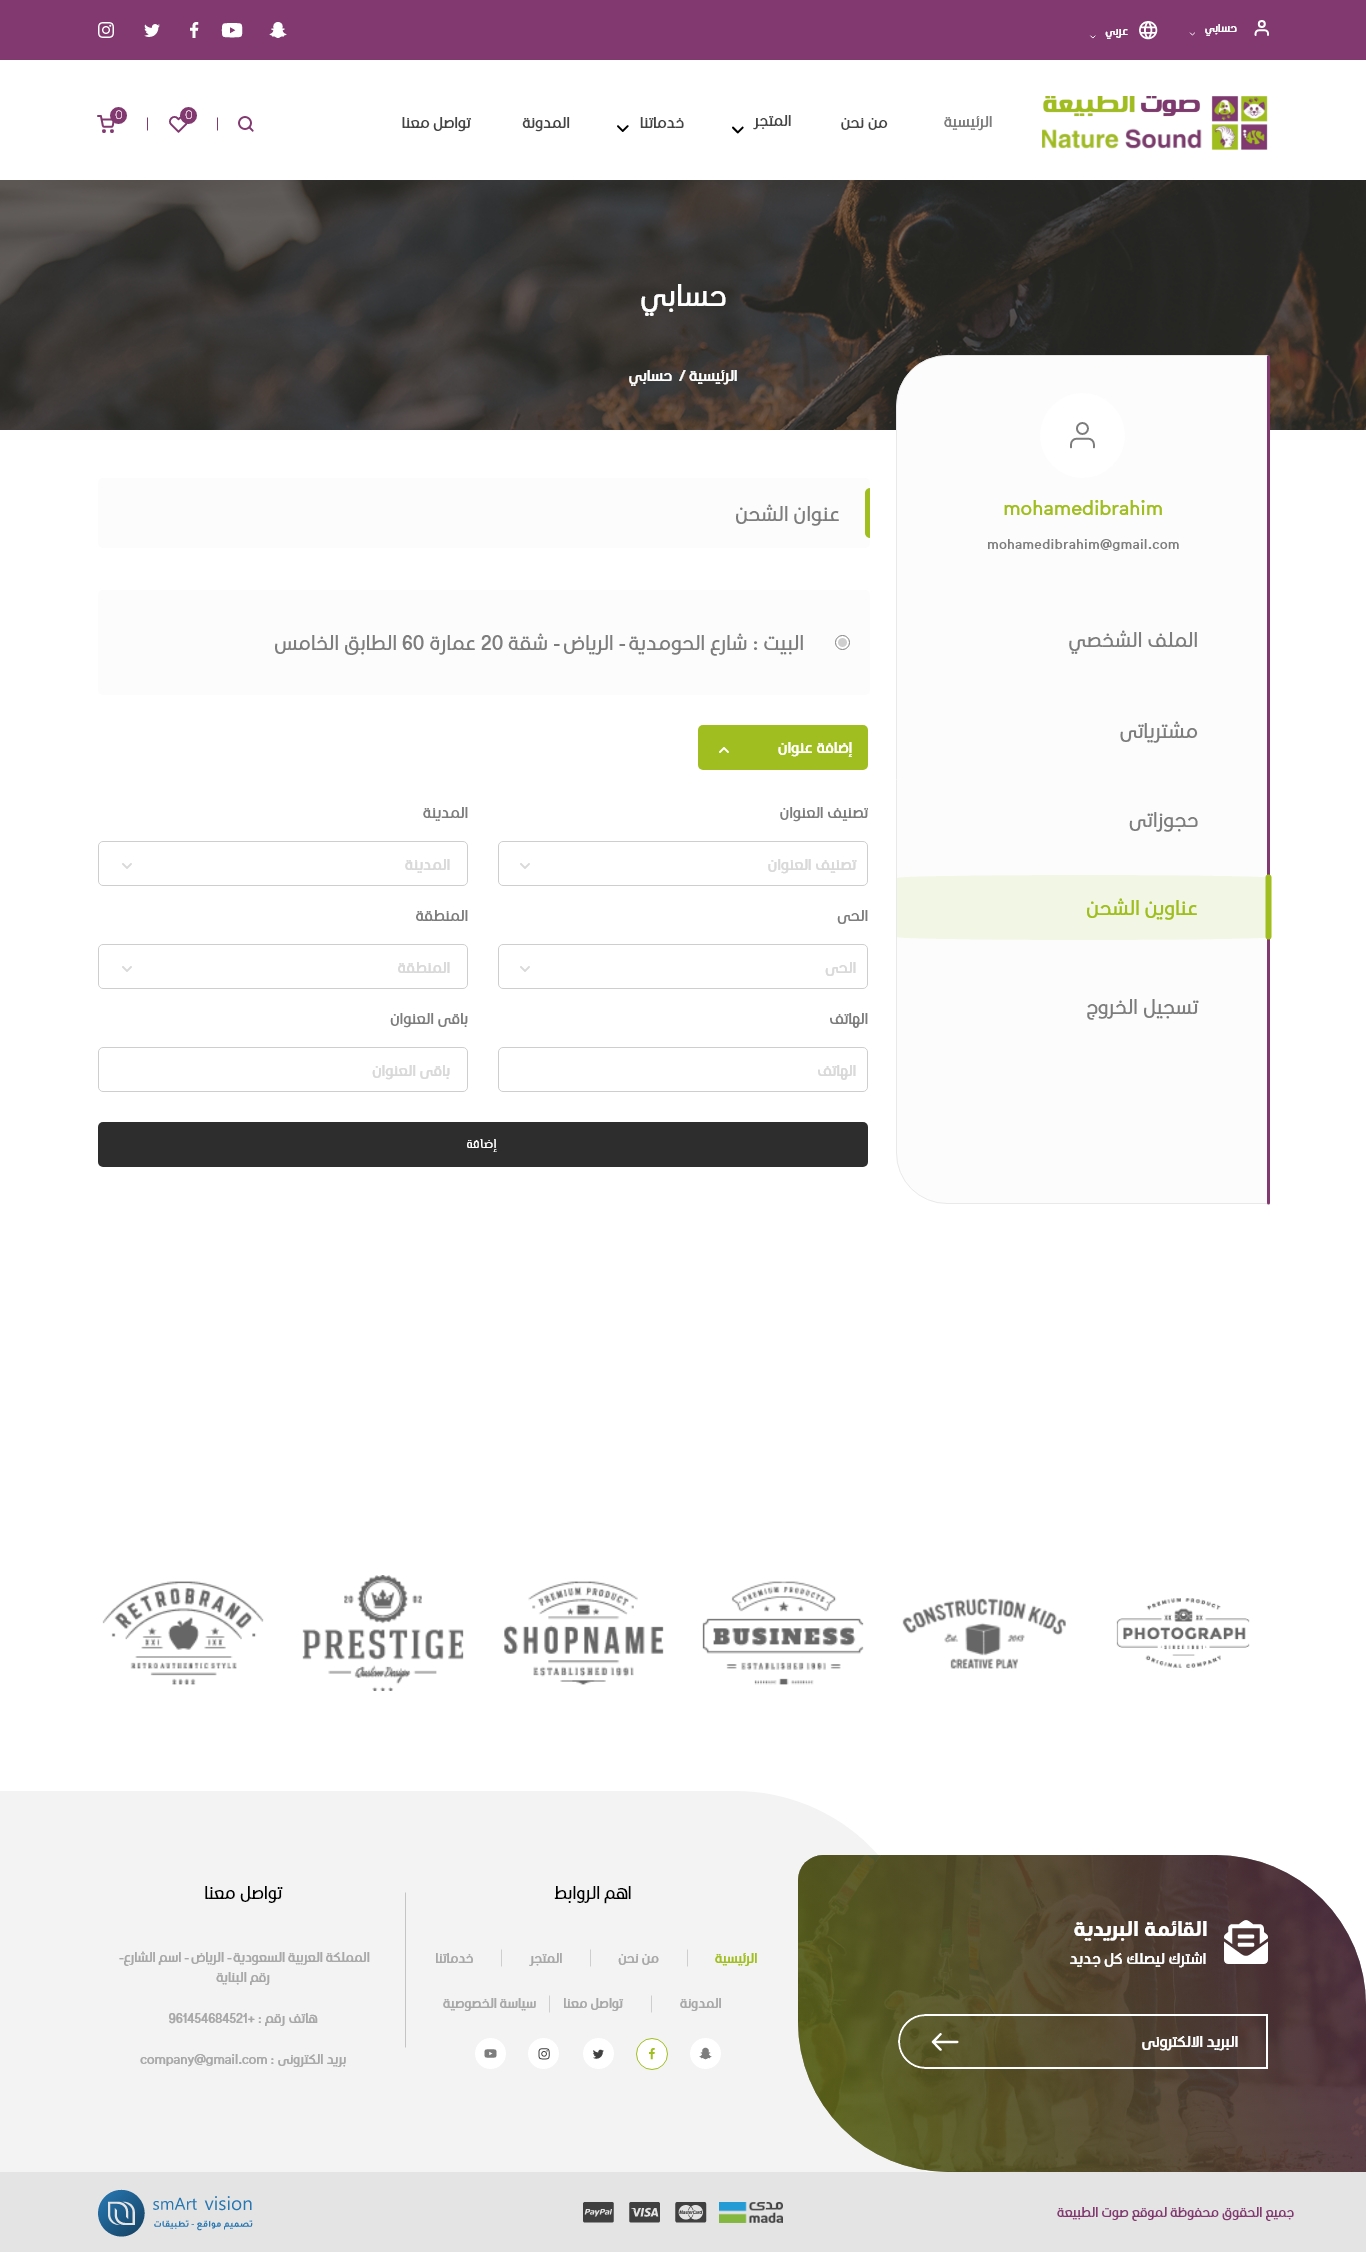 حسابي
عربي
صوت الطبيعة
Nature Sound
الرئيسية
من نحن
المتجر
خدماتنا
المدونة
تواصل معنا
0
0
حسابي
الرئيسية / حسابي
mohamedibrahim
mohamedibrahim@gmail.com
الملف الشخصي
مشترياتى
حجوزاتى
عناوين الشحن
تسجيل الخروج
عنوان الشحن
البيت : شارع الحومدية - الرياض - شقة 20 عمارة 60 الطابق الخامس
إضافة عنوان
تصنيف العنوان
المدينة
تصنيف العنوان
المدينة
الحى
المنطقة
الحى
المنطقة
الهاتف
باقى العنوان
الهاتف
باقى العنوان
إضافة
PREMIUM PRODUCT
PHOTOGRAPH
SINCE 1991
ORIGINAL COMPANY
CONSTRUCTION KIDS
Est. 2013
CREATIVE PLAY
PREMIUM PRODUCTS
BUSINESS
ESTABLISHED 1991
PREMIUM PRODUCT
SHOPNAME
ESTABLISHED 1991
20 02
PRESTIGE
Custom Design
RETROBRAND
RETRO AUTHENTIC STYLE
القائمة البريدية
اشترك ليصلك كل جديد
البريد الالكترونى
اهم الروابط
الرئيسية
من نحن
المتجر
خدماتنا
المدونة
تواصل معنا
سياسة الخصوصية
تواصل معنا
المملكة العربية السعودية - الرياض - اسم الشارع -
رقم البناية
هاتف رقم : +961454684521
بريد الكترونى : company@gmail.com
جميع الحقوق محفوظة لموقع صوت الطبيعة
مدى
mada
VISA
PayPal
smArt vision
تصميم مواقع - تطبيقات